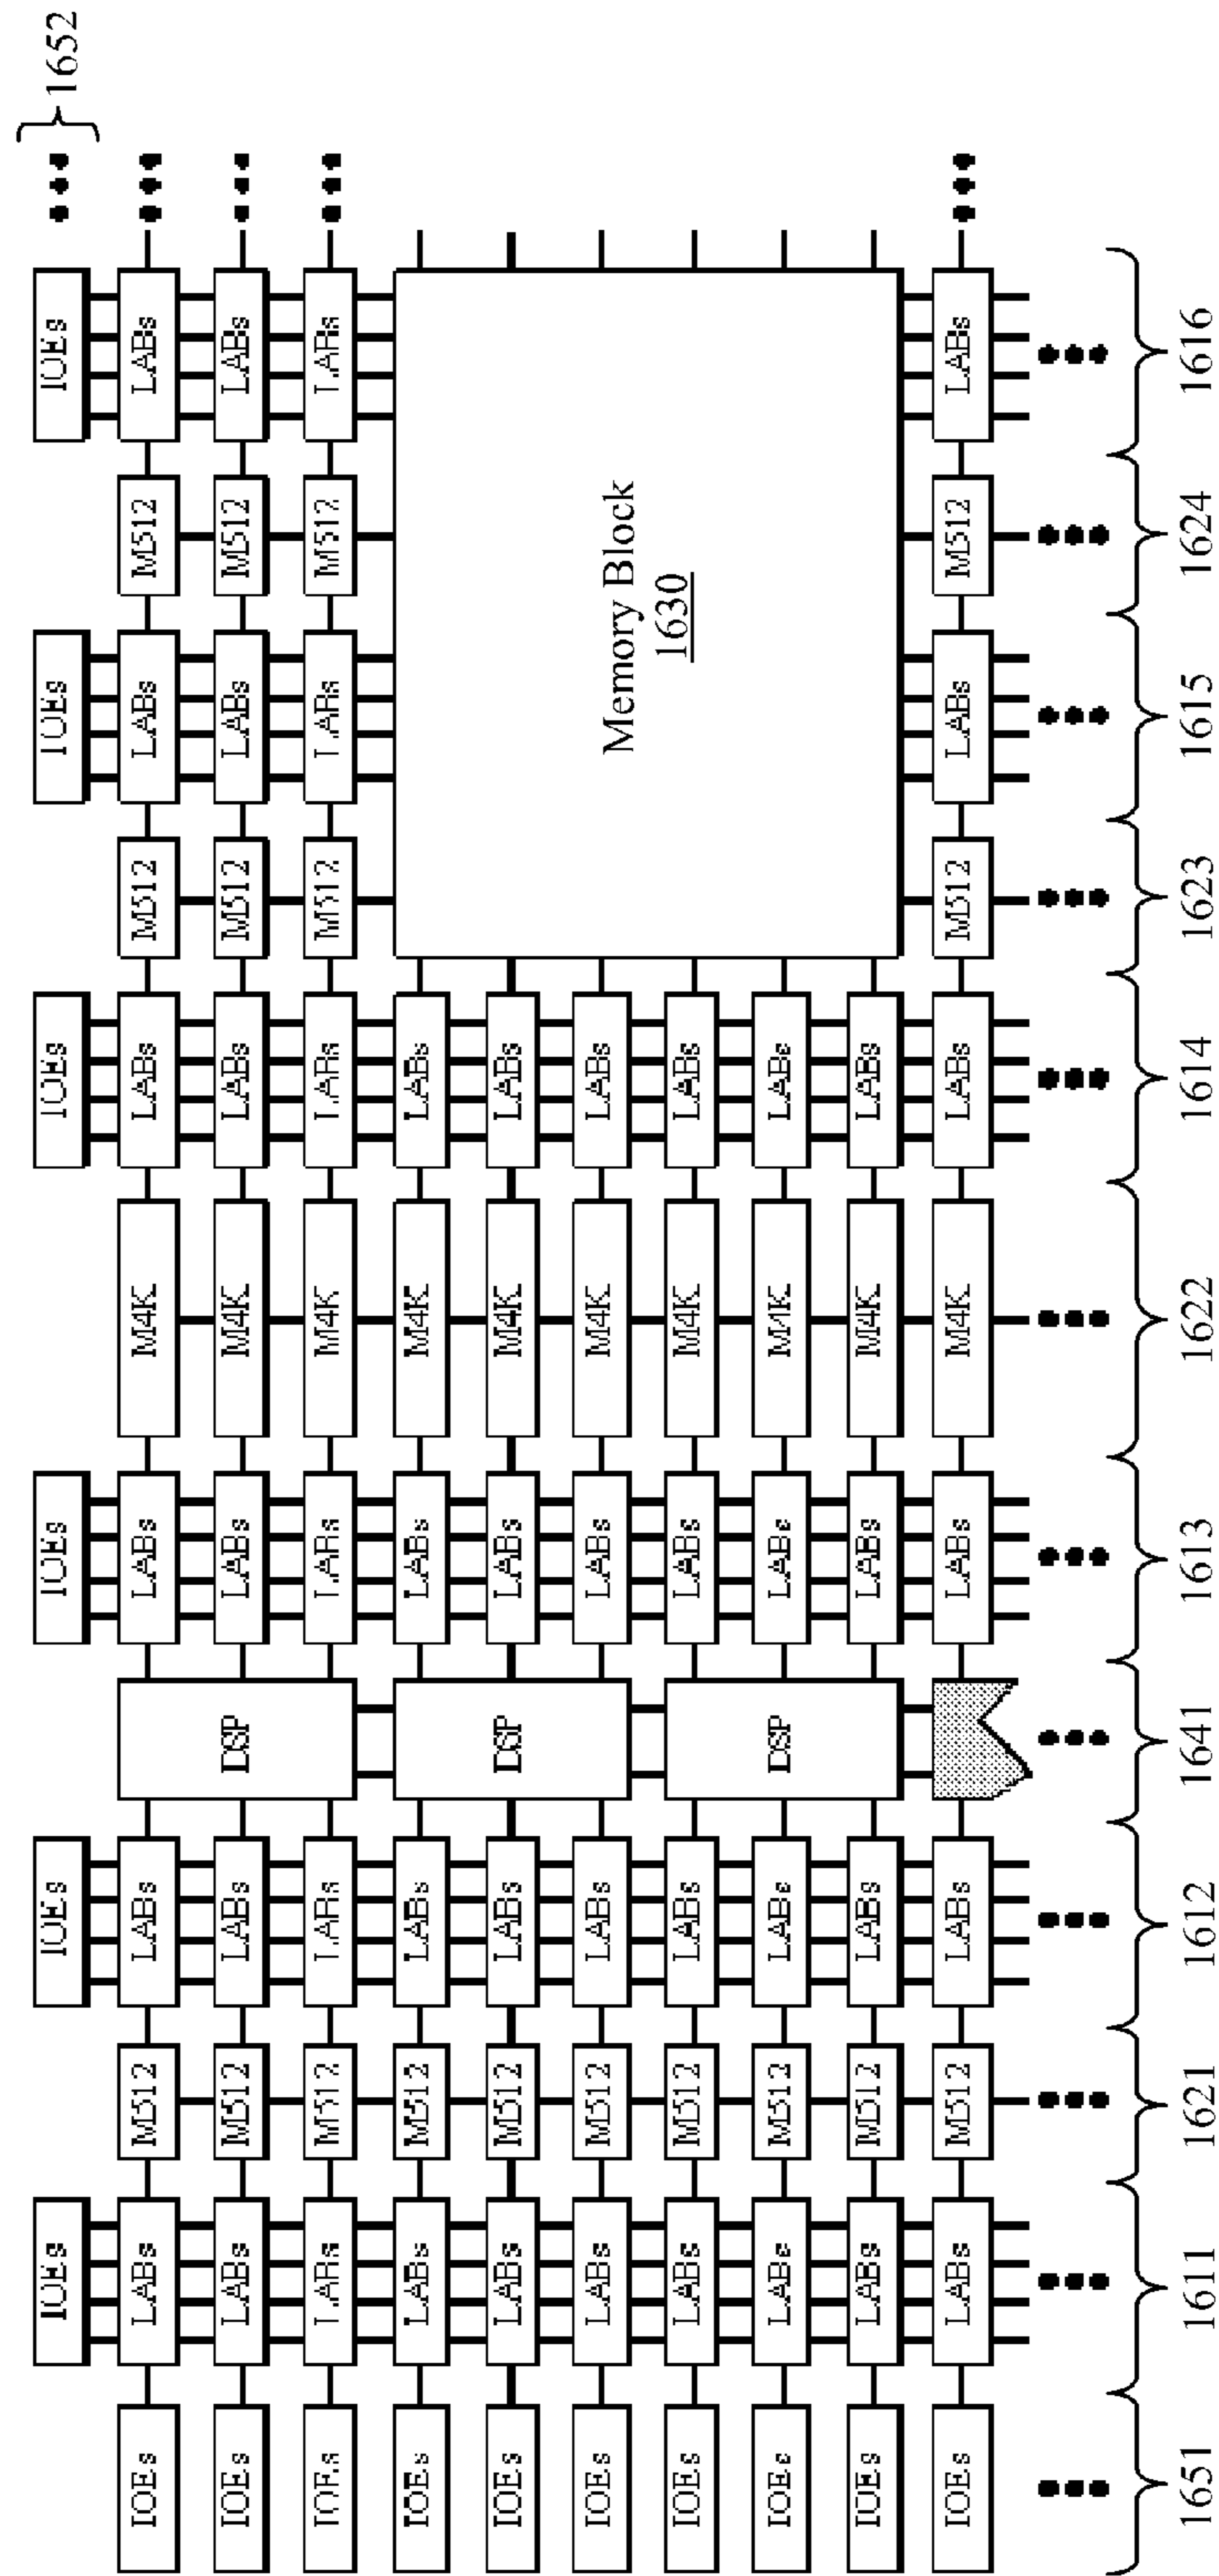 IOEs IOEs IOEs IOEs IOEs IOEs 1652
IOEs LABs M512 LABs LABs M4K LABs M512 LABs M512 LABs
IOEs LABs M512 LABs DSP LABs M4K LABs M512 LABs M512 LABs
IOEs LABs M512 LABs LABs M4K LABs M512 LABs M512 LABs
IOEs LABs M512 LABs LABs M4K LABs
IOEs LABs M512 LABs DSP LABs M4K LABs
IOEs LABs M512 LABs LABs M4K LABs
Memory Block
1630
IOEs LABs M512 LABs LABs M4K LABs
IOEs LABs M512 LABs DSP LABs M4K LABs
IOEs LABs M512 LABs LABs M4K LABs
IOEs LABs M512 LABs LABs M4K LABs M512 LABs M512 LABs
1651 1611 1621 1612 1641 1613 1622 1614 1623 1615 1624 1616